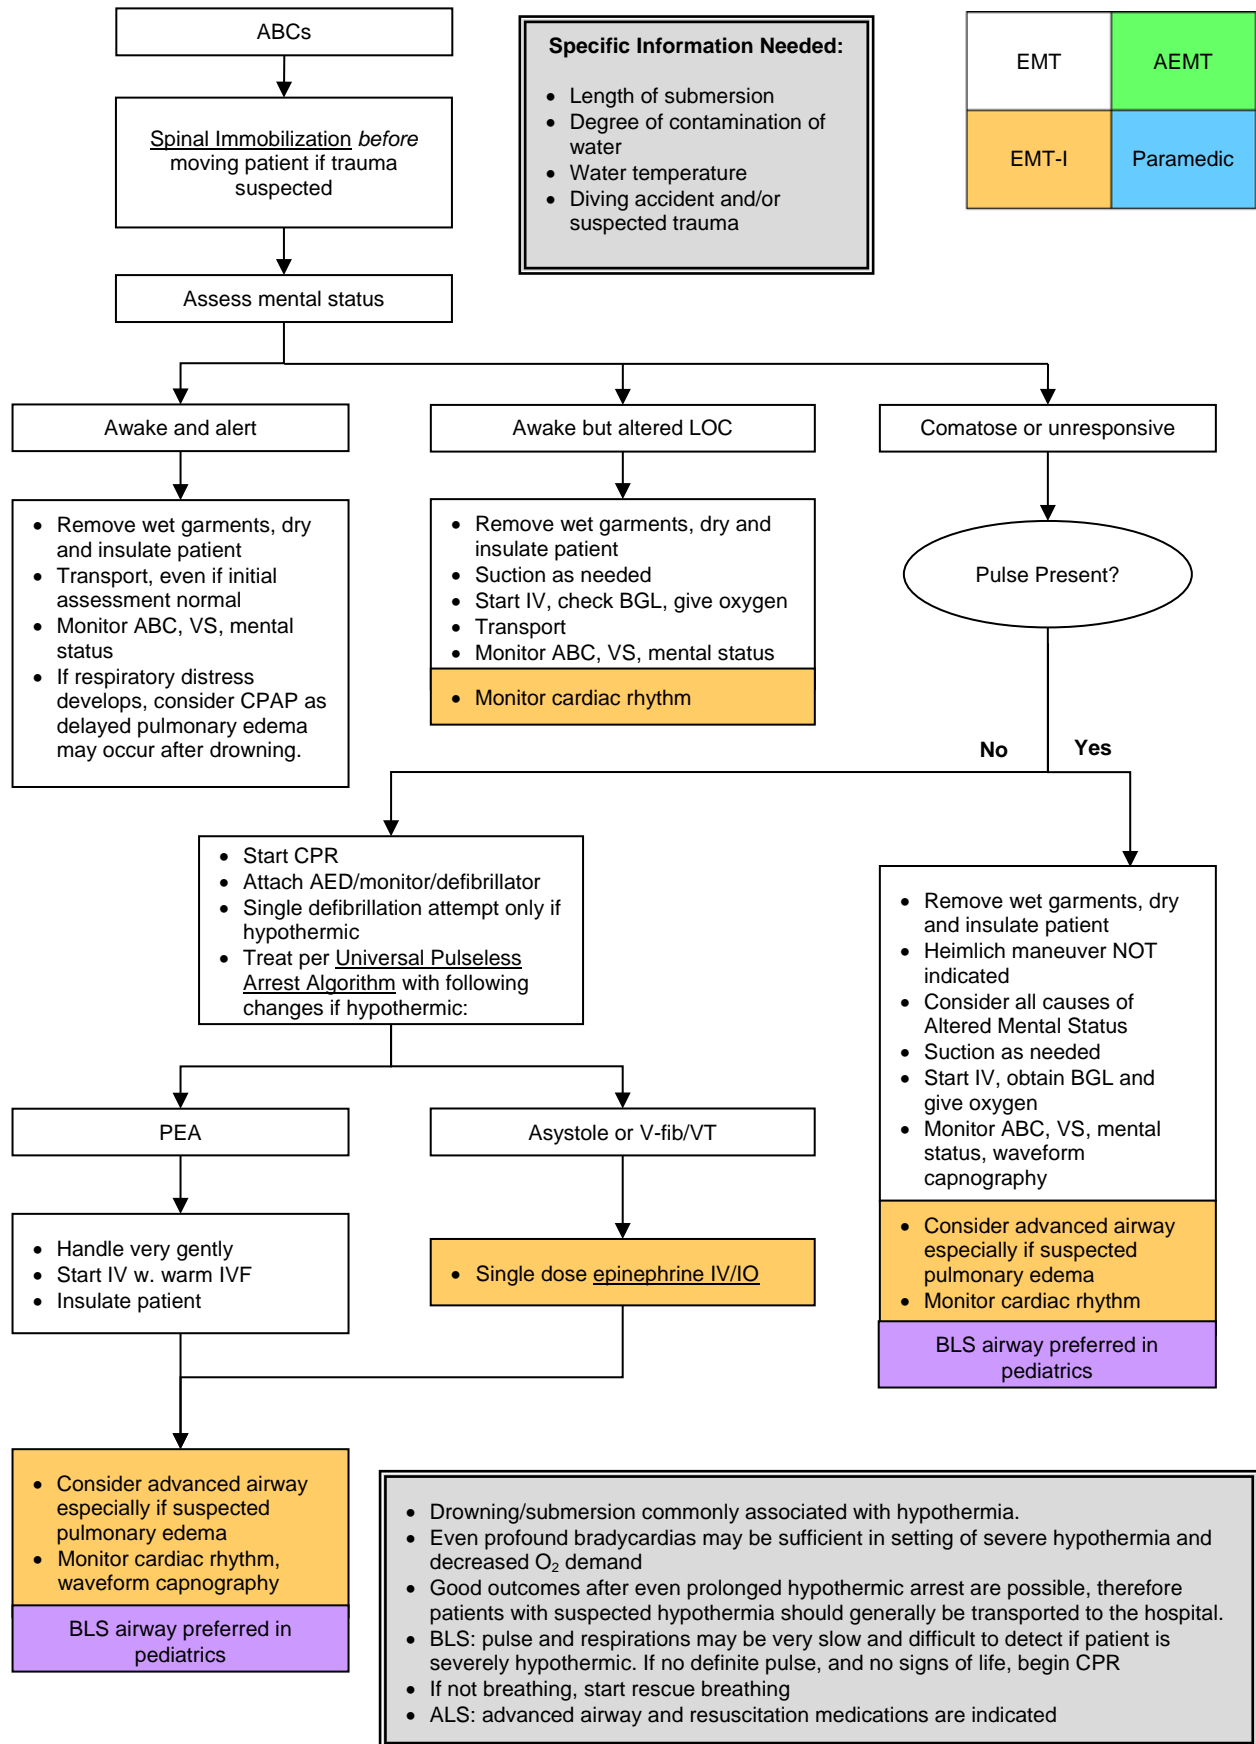 ABCs
Specific Information Needed:
• Length of submersion
• Degree of contamination of
water
• Water temperature
• Diving accident and/or
suspected trauma
EMT
AEMT
EMT-I
Paramedic
Spinal Immobilization before
moving patient if trauma
suspected
Assess mental status
Awake and alert
Awake but altered LOC
Comatose or unresponsive
• Remove wet garments, dry
and insulate patient
• Transport, even if initial
assessment normal
• Monitor ABC, VS, mental
status
• If respiratory distress
develops, consider CPAP as
delayed pulmonary edema
may occur after drowning.
• Remove wet garments, dry and
insulate patient
• Suction as needed
• Start IV, check BGL, give oxygen
• Transport
• Monitor ABC, VS, mental status
• Monitor cardiac rhythm
Pulse Present?
No
Yes
• Start CPR
• Attach AED/monitor/defibrillator
• Single defibrillation attempt only if
hypothermic
• Treat per Universal Pulseless
Arrest Algorithm with following
changes if hypothermic:
• Remove wet garments, dry
and insulate patient
• Heimlich maneuver NOT
indicated
• Consider all causes of
Altered Mental Status
• Suction as needed
• Start IV, obtain BGL and
give oxygen
• Monitor ABC, VS, mental
status, waveform
capnography
• Consider advanced airway
especially if suspected
pulmonary edema
• Monitor cardiac rhythm
BLS airway preferred in
pediatrics
PEA
Asystole or V-fib/VT
• Handle very gently
• Start IV w. warm IVF
• Insulate patient
• Single dose epinephrine IV/IO
• Consider advanced airway
especially if suspected
pulmonary edema
• Monitor cardiac rhythm,
waveform capnography
BLS airway preferred in
pediatrics
• Drowning/submersion commonly associated with hypothermia.
• Even profound bradycardias may be sufficient in setting of severe hypothermia and
decreased O₂ demand
• Good outcomes after even prolonged hypothermic arrest are possible, therefore
patients with suspected hypothermia should generally be transported to the hospital.
• BLS: pulse and respirations may be very slow and difficult to detect if patient is
severely hypothermic. If no definite pulse, and no signs of life, begin CPR
• If not breathing, start rescue breathing
• ALS: advanced airway and resuscitation medications are indicated